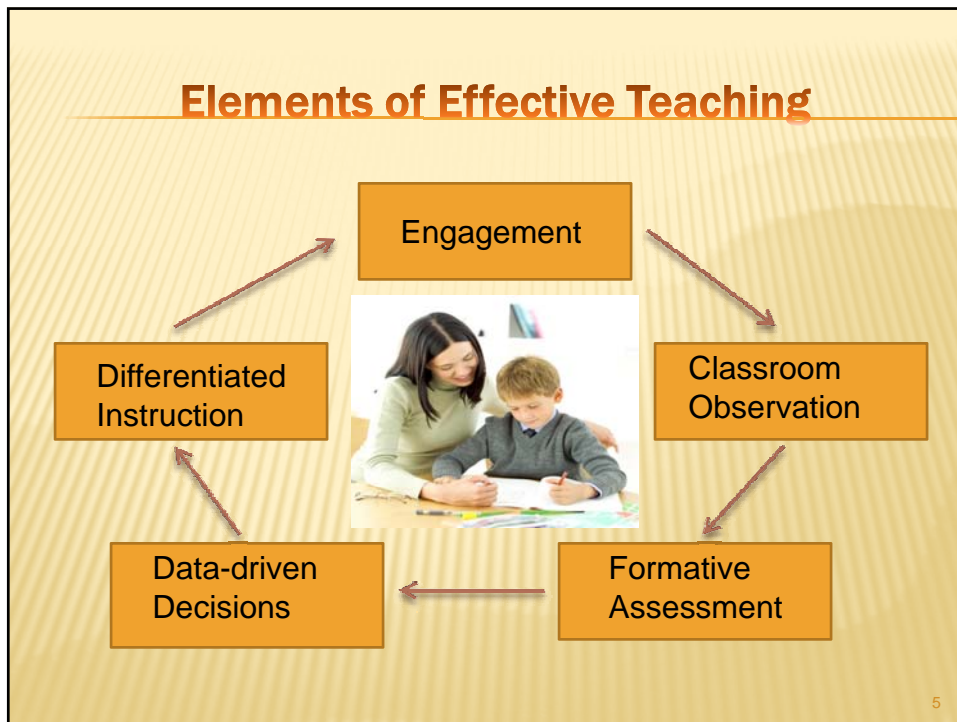 Elements of Effective Teaching
Engagement
Classroom
Observation
Formative
Assessment
Data-driven
Decisions
Differentiated
Instruction
5